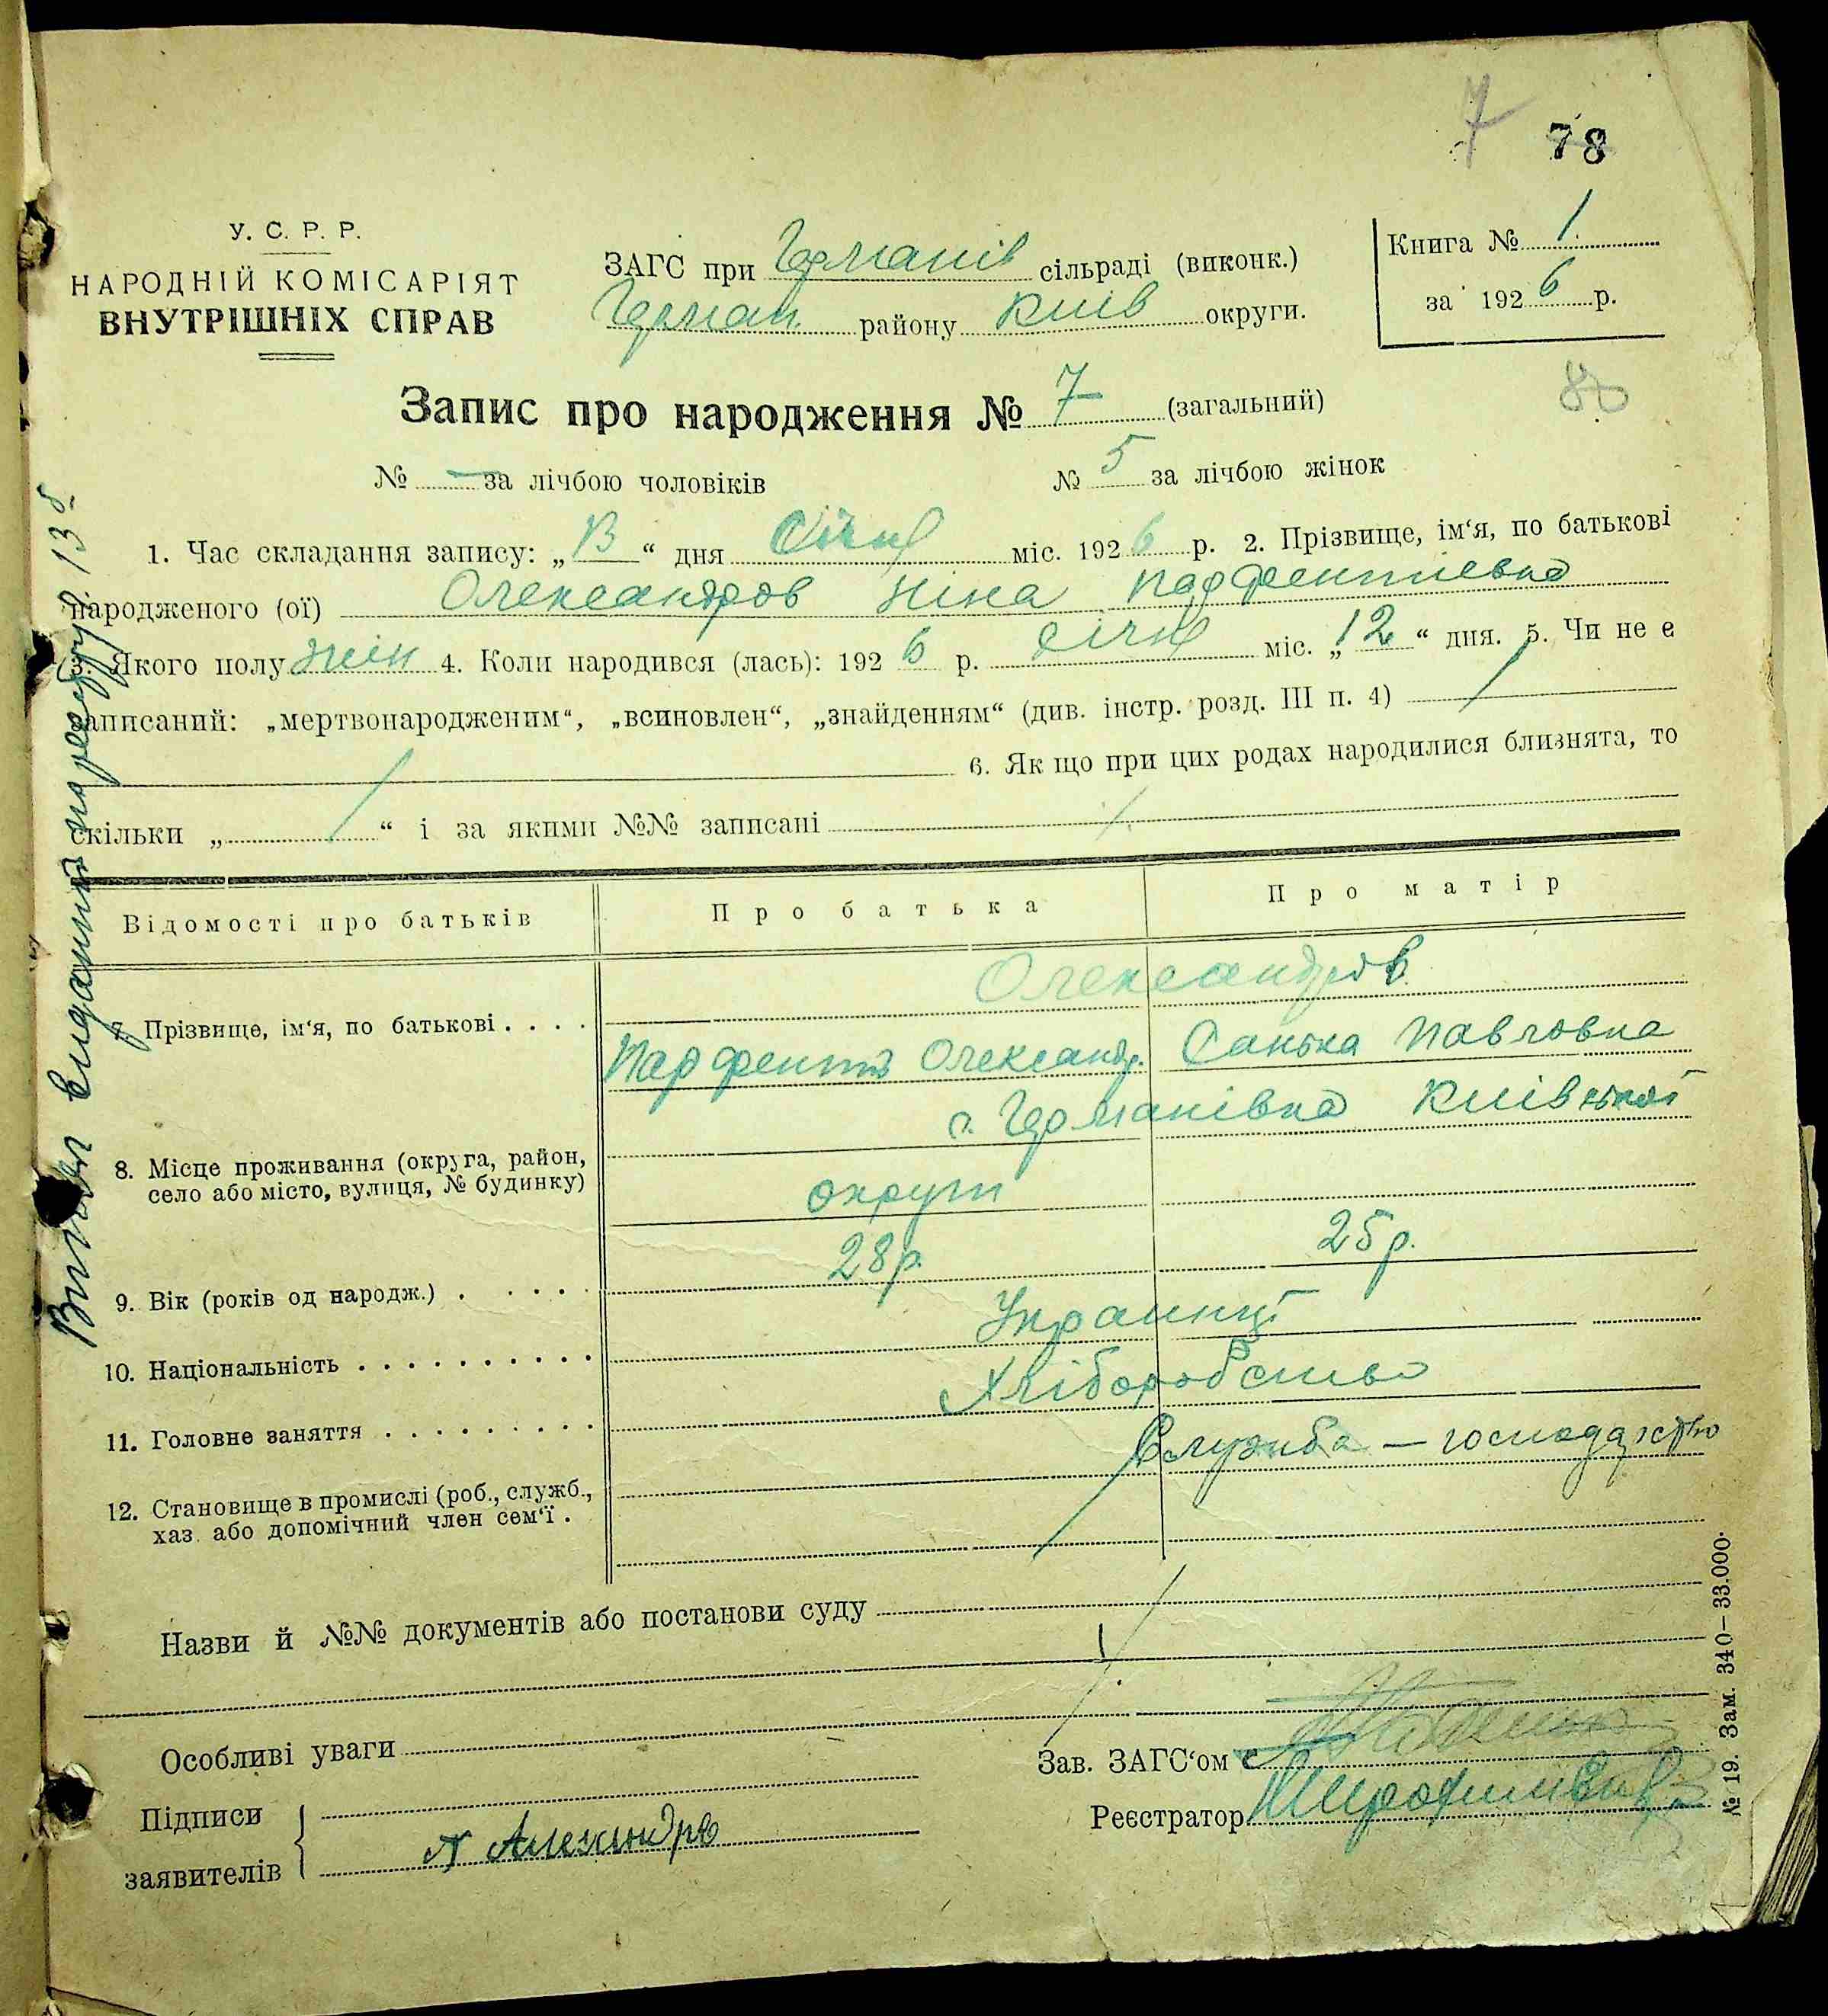 7 78
У. С. Р. Р.
НАРОДНІЙ КОМІСАРІЯТ
ВНУТРІШНІХ СПРАВ
ЗАГС при Германів сільраді (виконк.)
Герман. району Київ округи.
Книга № 1
за 1926 р.
80
Запис про народження № 7 (загальний)
№ — за лічбою чоловіків № 5 за лічбою жінок
1. Час складання запису: „13“ дня Січня міс. 1926 р. 2. Прізвище, ім‘я, по батькові
народженого (ої) Олександров Ніна Парфентіевна
3. Якого полу жін 4. Коли народився (лась): 1926 р. січня міс. „12“ дня. 5. Чи не є
записаний: „мертвонародженим“, „всиновлен“, „знайденням“ (див. інстр. розд. III п. 4)
6. Якщо при цих родах народилися близнята, то
скільки „ “ і за якими №№ записані
Відомості про батьків Про батька Про матір
Олександров
7. Прізвище, ім‘я, по батькові . . . .
Парфентій Олександр. Санька Павловна
с. Германівка Київської
8. Місце проживання (округа, район,
село або місто, вулиця, № будинку)
округи
9. Вік (років од народж.) . . . . . 28 р. 25 р.
10. Національність . . . . . . . . . . Українці
11. Головне заняття . . . . . . . . . Хліборобство
12. Становище в промислі (роб., служб.,
хаз. або допомічний член сем‘ї .
Служба —
Назви й №№ документів або постанови суду
Особливі уваги
Зав. ЗАГС‘ом
Підписи
заявителів
Реєстратор
№ 19. Зам. 340—33.000.